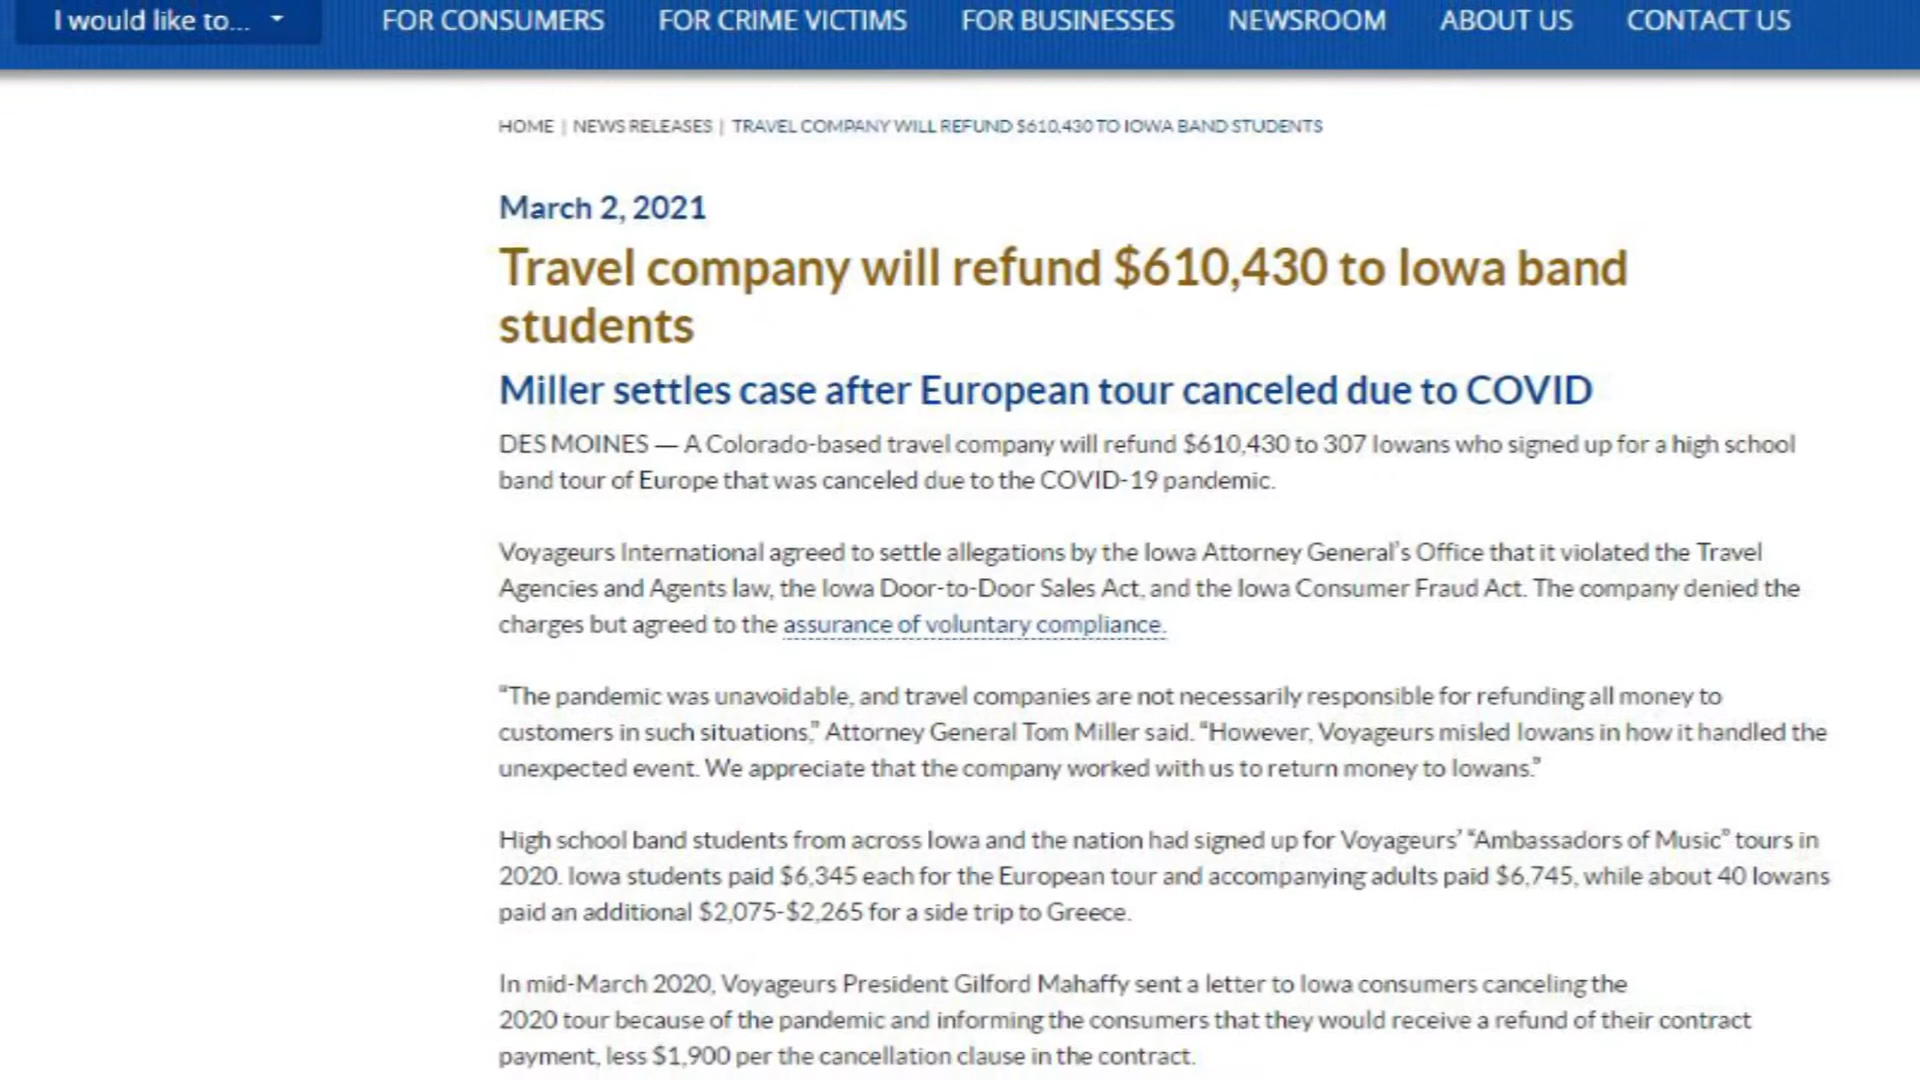 I would like to...
FOR CONSUMERS
FOR CRIME VICTIMS
FOR BUSINESSES
NEWSROOM
ABOUT US
CONTACT US
HOME | NEWS RELEASES | TRAVEL COMPANY WILL REFUND $610,430 TO IOWA BAND STUDENTS
March 2, 2021
Travel company will refund $610,430 to Iowa band
students
Miller settles case after European tour canceled due to COVID
DES MOINES — A Colorado-based travel company will refund $610,430 to 307 Iowans who signed up for a high school
band tour of Europe that was canceled due to the COVID-19 pandemic.
Voyageurs International agreed to settle allegations by the Iowa Attorney General's Office that it violated the Travel
Agencies and Agents law, the Iowa Door-to-Door Sales Act, and the Iowa Consumer Fraud Act. The company denied the
charges but agreed to the assurance of voluntary compliance.
“The pandemic was unavoidable, and travel companies are not necessarily responsible for refunding all money to
customers in such situations,” Attorney General Tom Miller said. “However, Voyageurs misled Iowans in how it handled the
unexpected event. We appreciate that the company worked with us to return money to Iowans.”
High school band students from across Iowa and the nation had signed up for Voyageurs’ “Ambassadors of Music” tours in
2020. Iowa students paid $6,345 each for the European tour and accompanying adults paid $6,745, while about 40 Iowans
paid an additional $2,075-$2,265 for a side trip to Greece.
In mid-March 2020, Voyageurs President Gilford Mahaffy sent a letter to Iowa consumers canceling the
2020 tour because of the pandemic and informing the consumers that they would receive a refund of their contract
payment, less $1,900 per the cancellation clause in the contract.